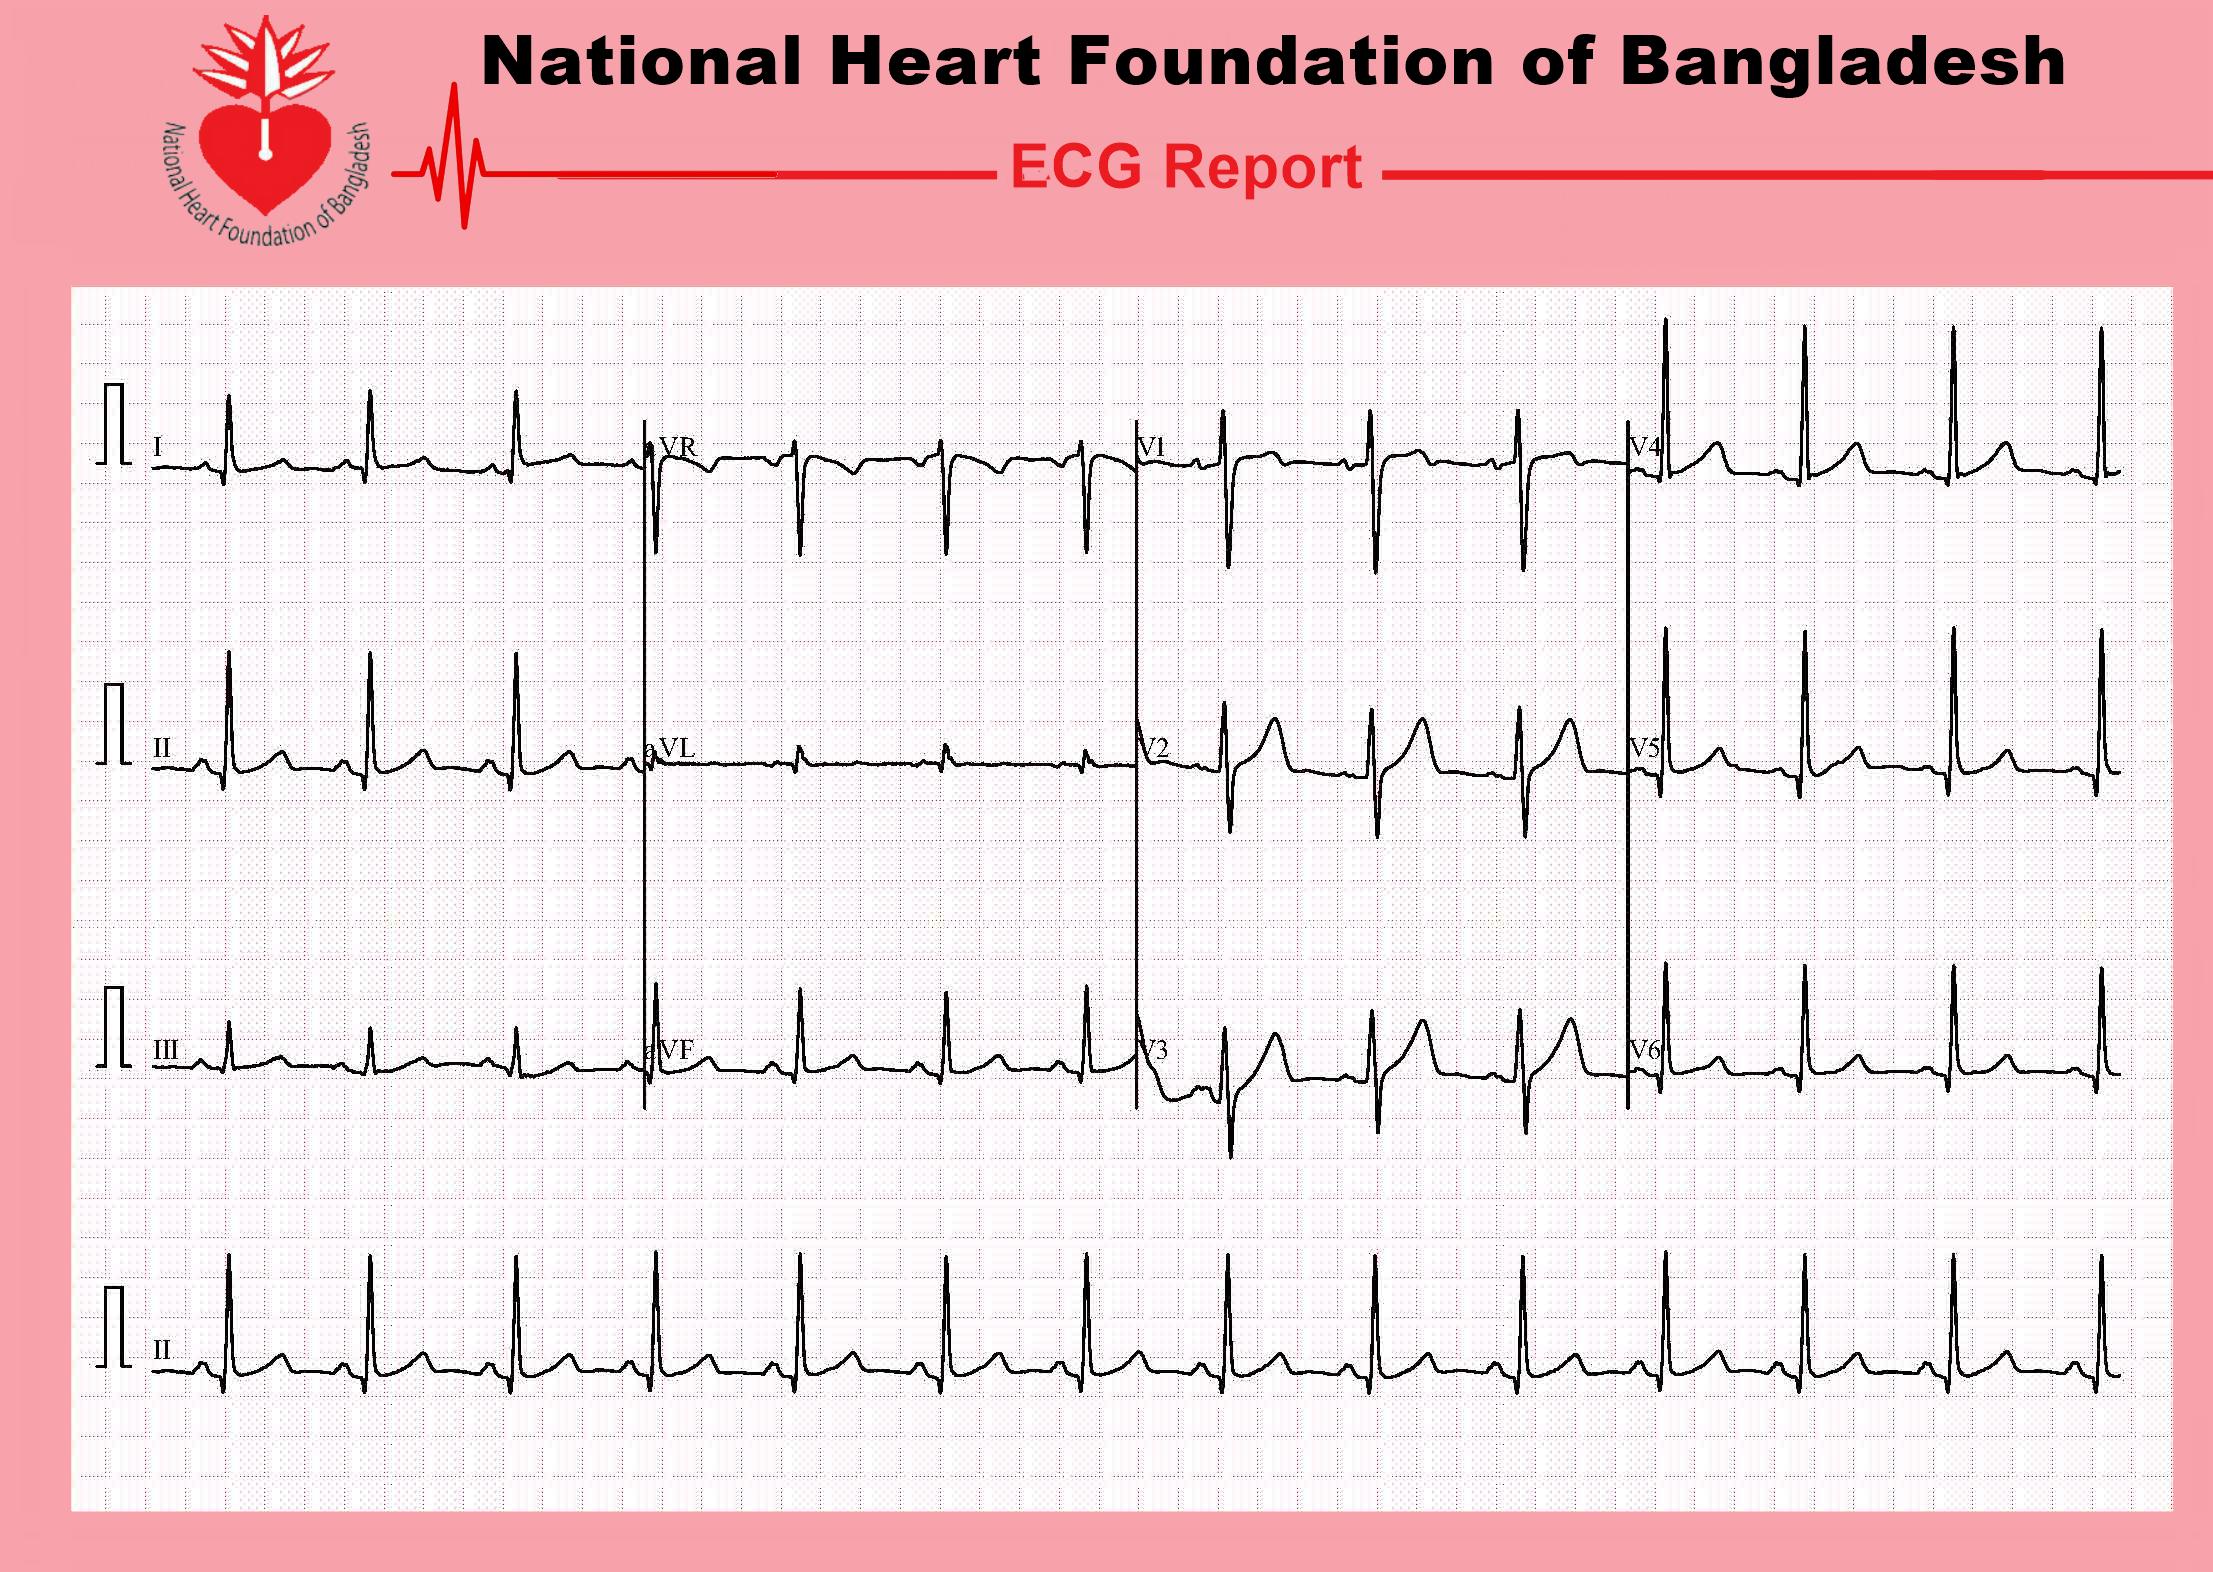 National Heart Foundation of Bangladesh
National Heart Foundation of Bangladesh
ECG Report
I
aVR
V1
V4
II
aVL
V2
V5
III
aVF
V3
V6
II